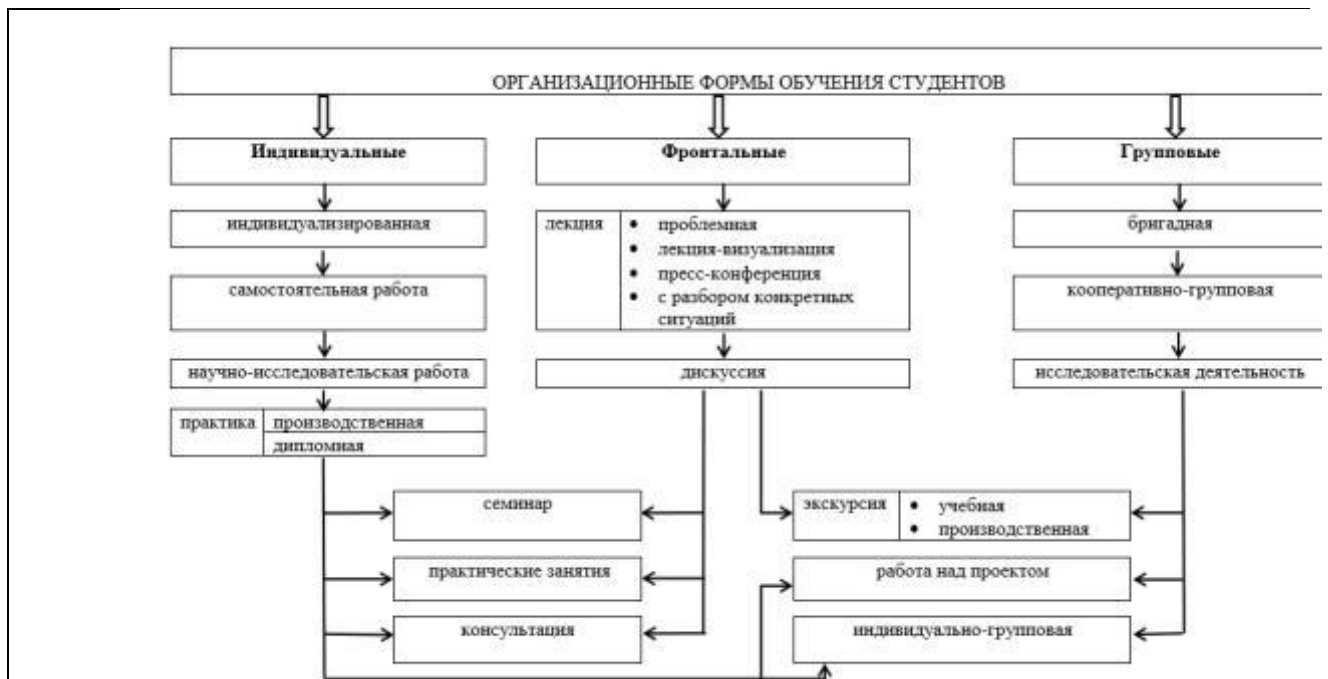 ОРГАНИЗАЦИОННЫЕ ФОРМЫ ОБУЧЕНИЯ СТУДЕНТОВ
Индивидуальные
Фронтальные
Групповые
индивидуализированная
самостоятельная работа
научно-исследовательская работа
практика
производственная
дипломная
лекция
• проблемная
• лекция-визуализация
• пресс-конференция
• с разбором конкретных
ситуаций
дискуссия
бригадная
кооперативно-групповая
исследовательская деятельность
семинар
практические занятия
консультация
экскурсия
• учебная
• производственная
работа над проектом
индивидуально-групповая